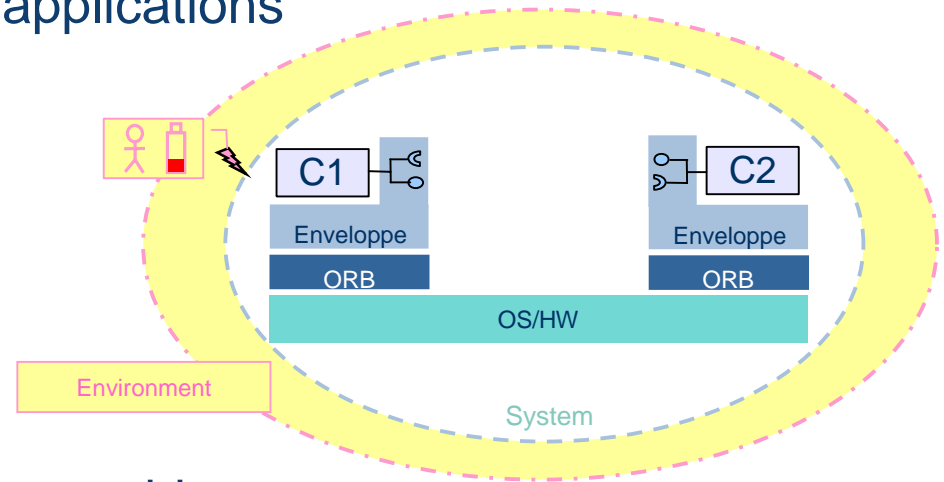 applications
C1
C2
Enveloppe
Enveloppe
ORB
ORB
OS/HW
Environment
System